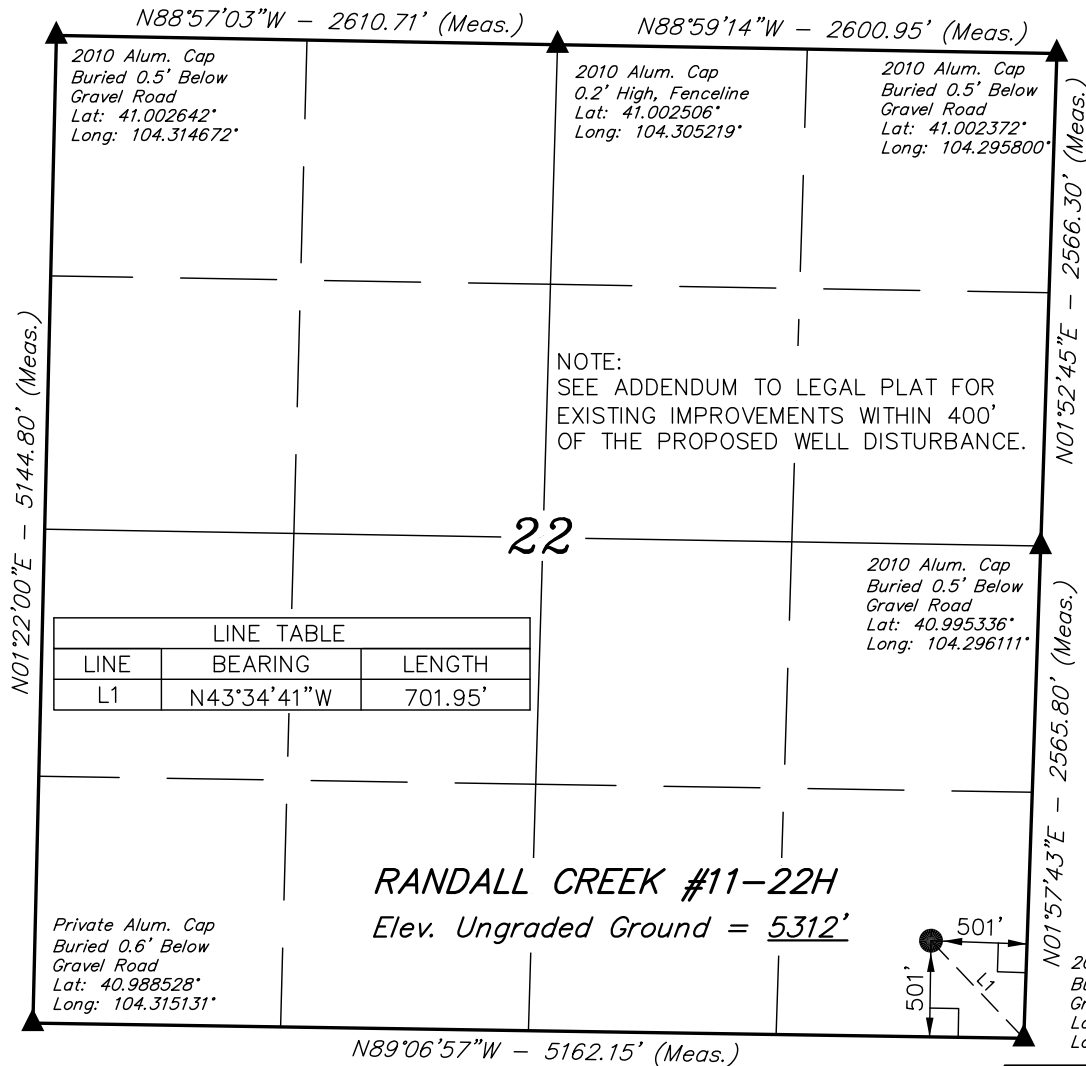 N88°57'03"W - 2610.71' (Meas.)
N88°59'14"W - 2600.95' (Meas.)
2010 Alum. Cap
Buried 0.5' Below
Gravel Road
Lat: 41.002642°
Long: 104.314672°
2010 Alum. Cap
0.2' High, Fenceline
Lat: 41.002506°
Long: 104.305219°
2010 Alum. Cap
Buried 0.5' Below
Gravel Road
Lat: 41.002372°
Long: 104.295800°
N01°52'45"E - 2566.30' (Meas.)
N01°22'00"E - 5144.80' (Meas.)
NOTE:
SEE ADDENDUM TO LEGAL PLAT FOR
EXISTING IMPROVEMENTS WITHIN 400'
OF THE PROPOSED WELL DISTURBANCE.
22
2010 Alum. Cap
Buried 0.5' Below
Gravel Road
Lat: 40.995336°
Long: 104.296111°
LINE TABLE
LINE BEARING LENGTH
L1 N43°34'41"W 701.95'
N01°57'43"E - 2565.80' (Meas.)
RANDALL CREEK #11-22H
Elev. Ungraded Ground = 5312'
Private Alum. Cap
Buried 0.6' Below
Gravel Road
Lat: 40.988528°
Long: 104.315131°
501'
501'
L1
N89°06'57"W - 5162.15' (Meas.)